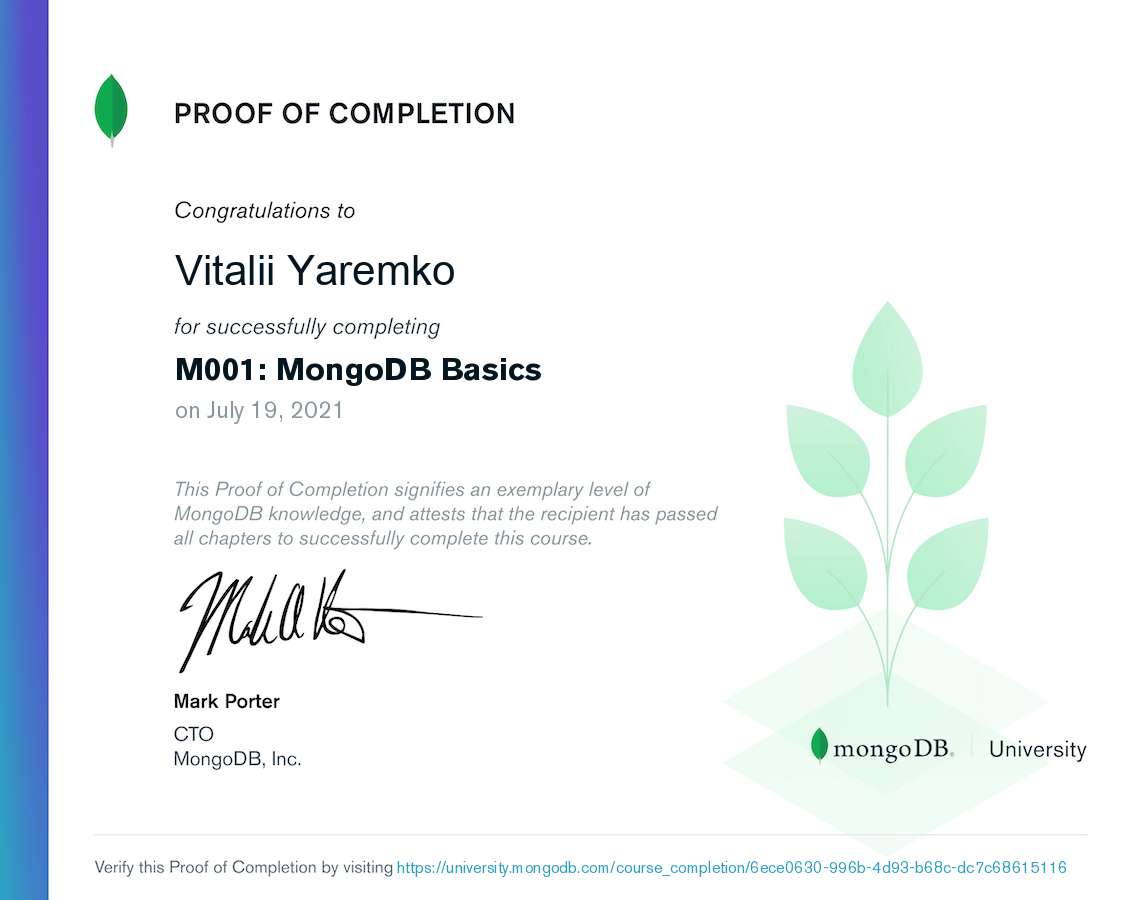 PROOF OF COMPLETION
Congratulations to
Vitalii Yaremko
for successfully completing
M001: MongoDB Basics
on July 19, 2021
This Proof of Completion signifies an exemplary level of
MongoDB knowledge, and attests that the recipient has passed
all chapters to successfully complete this course.
Mark Porter
CTO
MongoDB, Inc.
mongoDB® University
Verify this Proof of Completion by visiting https://university.mongodb.com/course_completion/6ece0630-996b-4d93-b68c-dc7c68615116